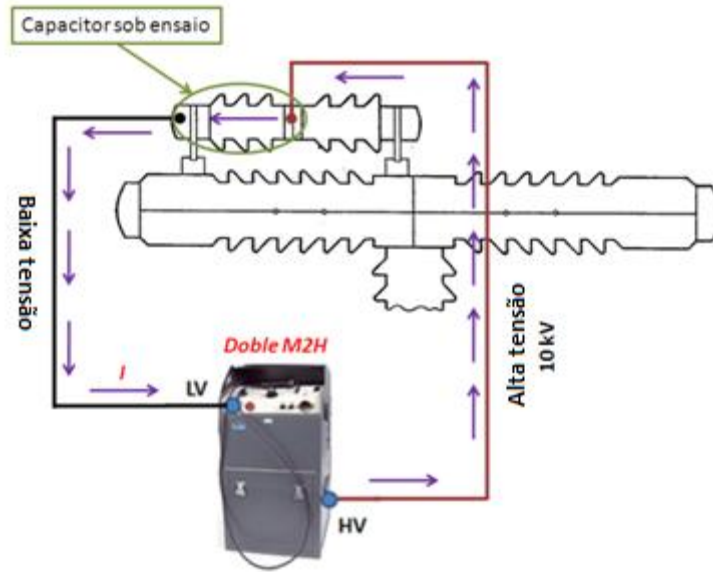 Capacitor sob ensaio
Baixa tensão
Alta tensão
10 kV
Doble M2H
I
LV
HV